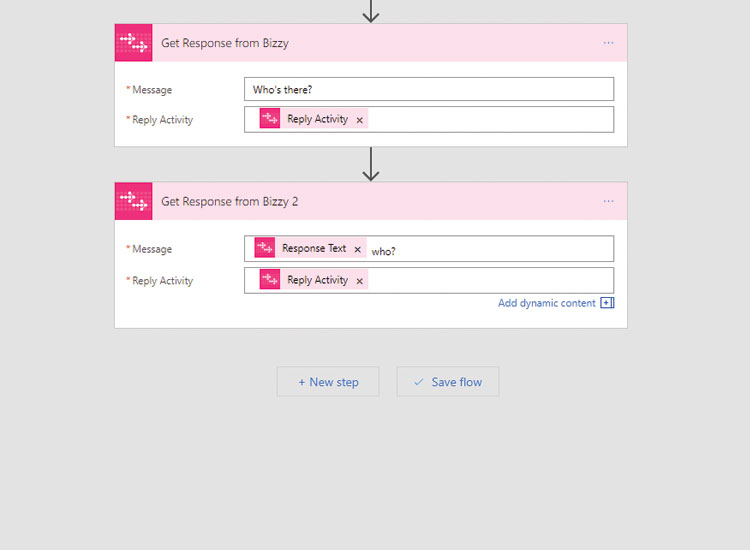 Get Response from Bizzy
...
* Message
Who's there?
* Reply Activity
Reply Activity ×
Get Response from Bizzy 2
...
* Message
Response Text × who?
* Reply Activity
Reply Activity ×
Add dynamic content
+ New step
Save flow